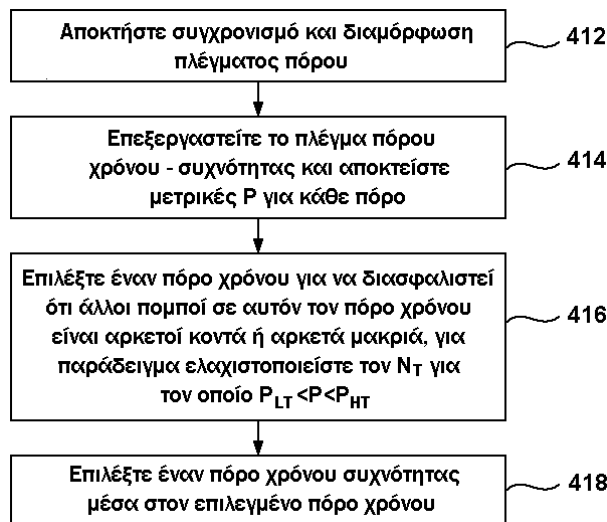 Αποκτήστε συγχρονισμό και διαμόρφωση
πλέγματος πόρου
412
Επεξεργαστείτε το πλέγμα πόρου
χρόνου - συχνότητας και αποκτείστε
μετρικές P για κάθε πόρο
414
Επιλέξτε έναν πόρο χρόνου για να διασφαλιστεί
ότι άλλοι πομποί σε αυτόν τον πόρο χρόνου
είναι αρκετοί κοντά ή αρκετά μακριά, για
παράδειγμα ελαχιστοποιείστε τον N_T για
τον οποίο P_LT <P<P_HT
416
Επιλέξτε έναν πόρο χρόνου συχνότητας
μέσα στον επιλεγμένο πόρο χρόνου
418